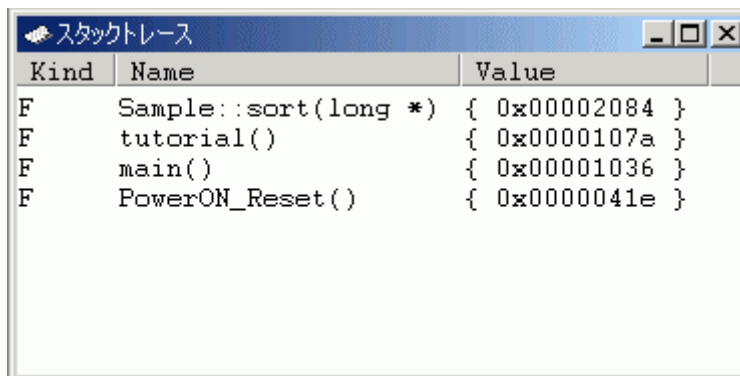 スタックトレース
Kind Name Value
F Sample::sort(long *) { 0x00002084 }
F tutorial() { 0x0000107a }
F main() { 0x00001036 }
F PowerON_Reset() { 0x0000041e }